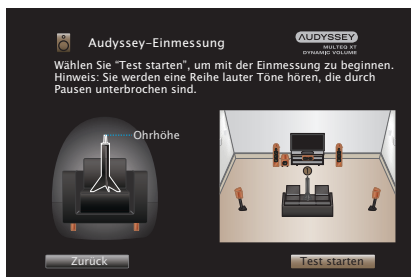 Audyssey-Einmessung
AUDYSSEY
MULTEQ XT
DYNAMIC VOLUME
Wählen Sie "Test starten", um mit der Einmessung zu beginnen.
Hinweis: Sie werden eine Reihe lauter Töne hören, die durch
Pausen unterbrochen sind.
Ohrhöhe
Zurück
Test starten